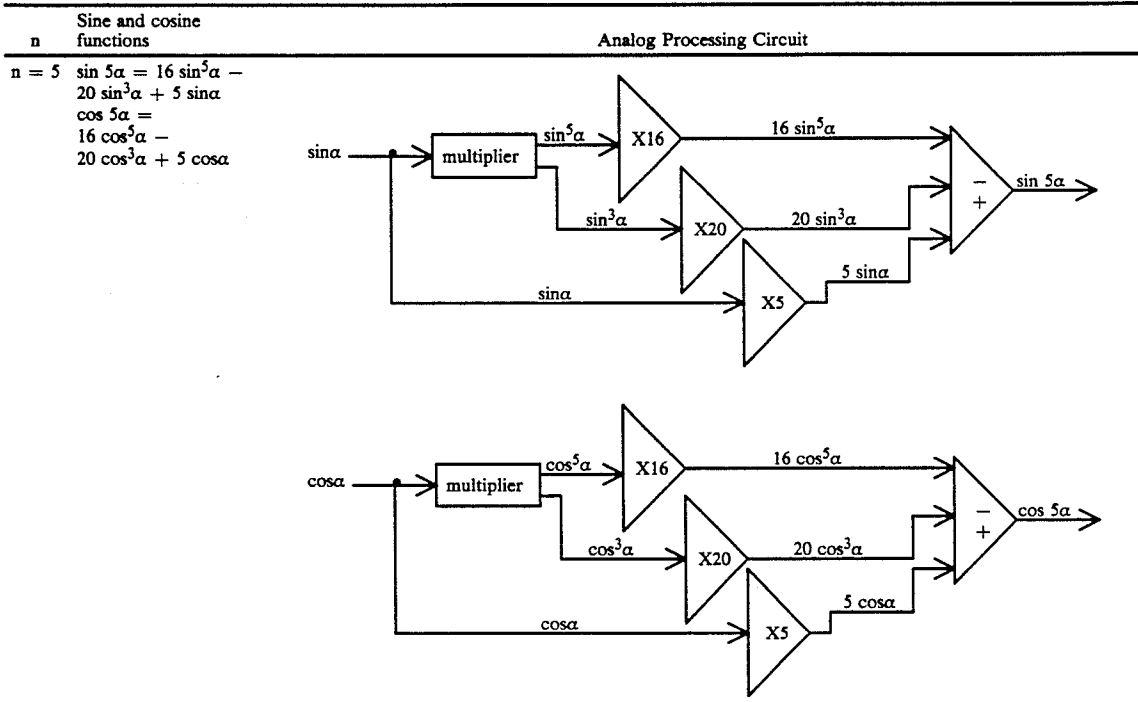 Sine and cosine
n functions Analog Processing Circuit
n = 5 sin 5α = 16 sin⁵α −
20 sin³α + 5 sinα
cos 5α =
16 cos⁵α −
20 cos³α + 5 cosα
sinα
multiplier
sin⁵α
X16
16 sin⁵α
sin³α
X20
20 sin³α
−
+
sin 5α
sinα
X5
5 sinα
cosα
multiplier
cos⁵α
X16
16 cos⁵α
cos³α
X20
20 cos³α
−
+
cos 5α
cosα
X5
5 cosα